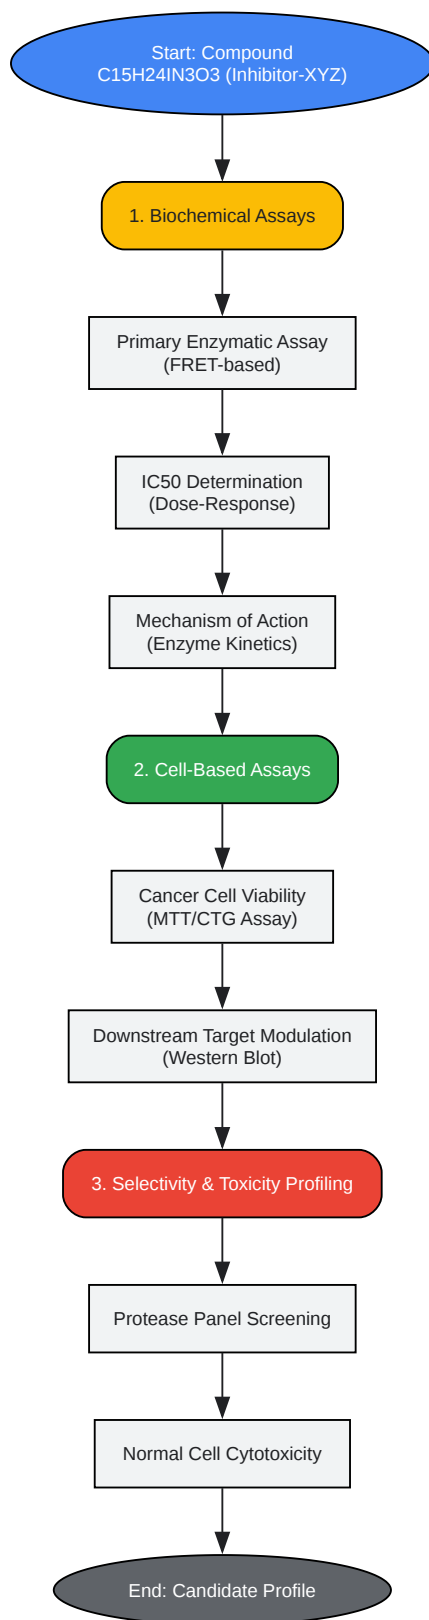 Start: Compound
C15H24IN3O3 (Inhibitor-XYZ)
1. Biochemical Assays
Primary Enzymatic Assay
(FRET-based)
IC50 Determination
(Dose-Response)
Mechanism of Action
(Enzyme Kinetics)
2. Cell-Based Assays
Cancer Cell Viability
(MTT/CTG Assay)
Downstream Target Modulation
(Western Blot)
3. Selectivity & Toxicity Profiling
Protease Panel Screening
Normal Cell Cytotoxicity
End: Candidate Profile